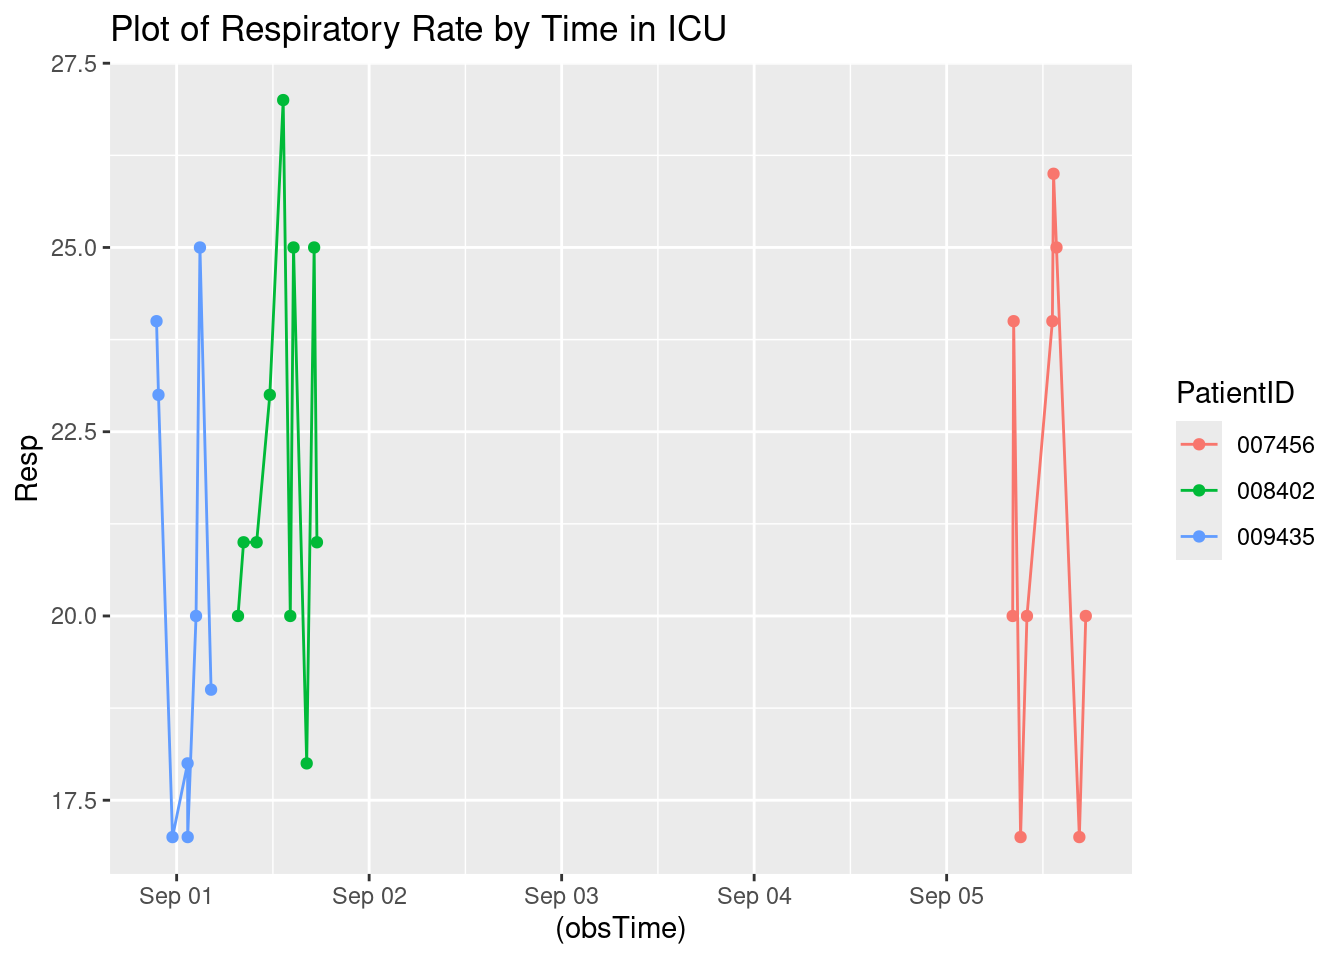 Plot of Respiratory Rate by Time in ICU
27.5
25.0
22.5
20.0
17.5
Resp
Sep 01 Sep 02 Sep 03 Sep 04 Sep 05
(obsTime)
PatientID
007456
008402
009435